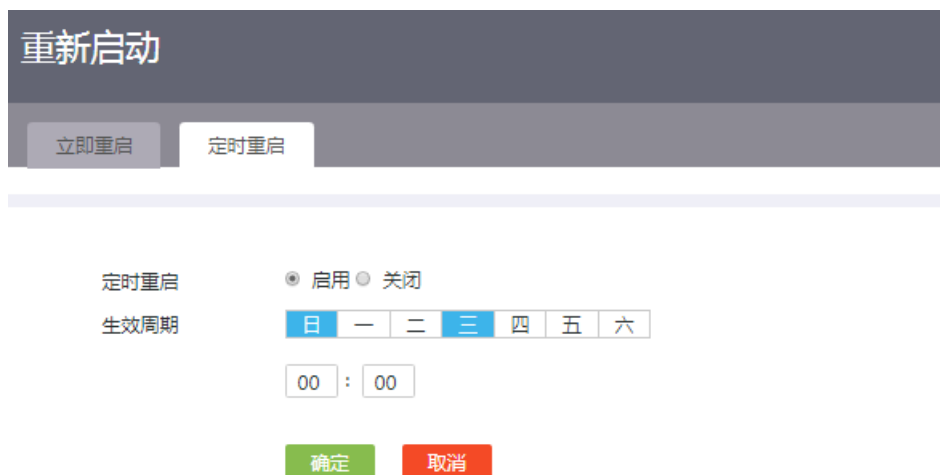 重新启动
立即重启 定时重启
定时重启 启用 关闭
生效周期 日 一 二 三 四 五 六
00 : 00
确定 取消